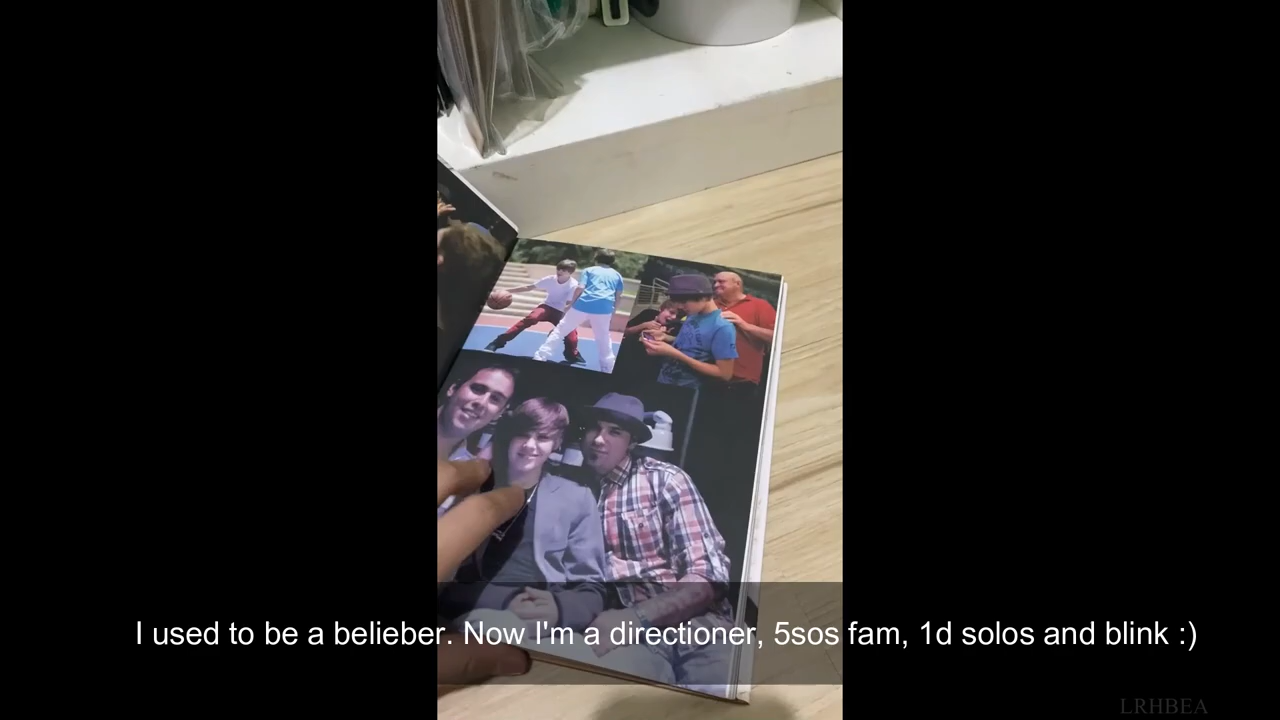 I used to be a belieber. Now I'm a directioner, 5sos fam, 1d solos and blink :)
LRHBEA